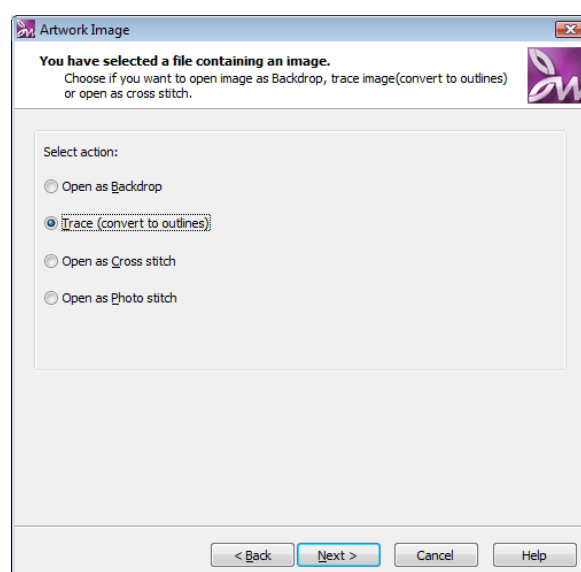 Artwork Image
You have selected a file containing an image.
Choose if you want to open image as Backdrop, trace image(convert to outlines)
or open as cross stitch.
Select action:
Open as Backdrop
Trace (convert to outlines)
Open as Cross stitch
Open as Photo stitch
< Back Next > Cancel Help